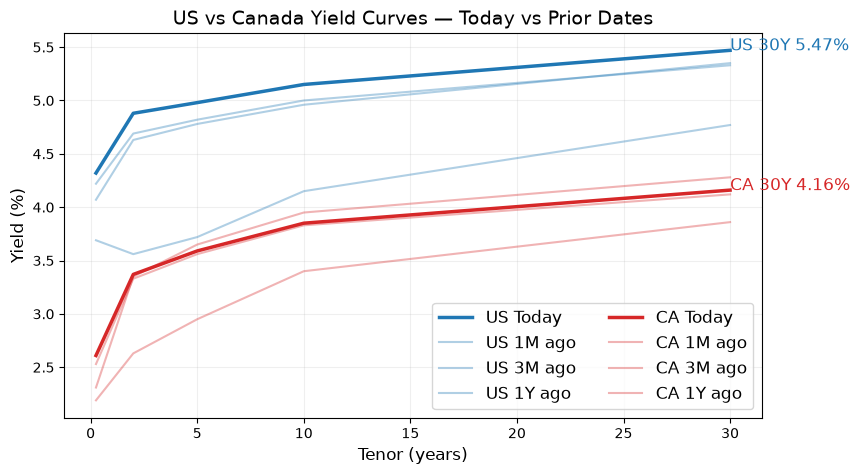 US vs Canada Yield Curves — Today vs Prior Dates
Yield (%)
5.5
5.0
4.5
4.0
3.5
3.0
2.5
US 30Y 5.47%
CA 30Y 4.16%
US Today
US 1M ago
US 3M ago
US 1Y ago
CA Today
CA 1M ago
CA 3M ago
CA 1Y ago
0 5 10 15 20 25 30
Tenor (years)